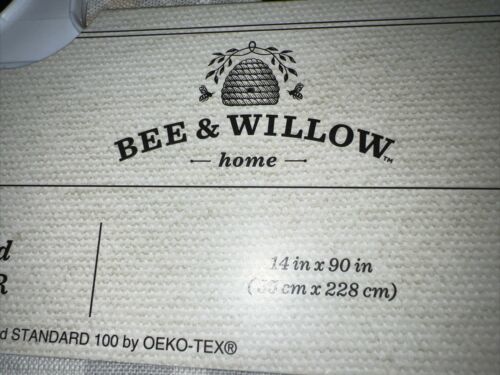 BEE & WILLOW™
home
d
14 in x 90 in
R
cm x 228 cm)
d STANDARD 100 by OEKO-TEX®